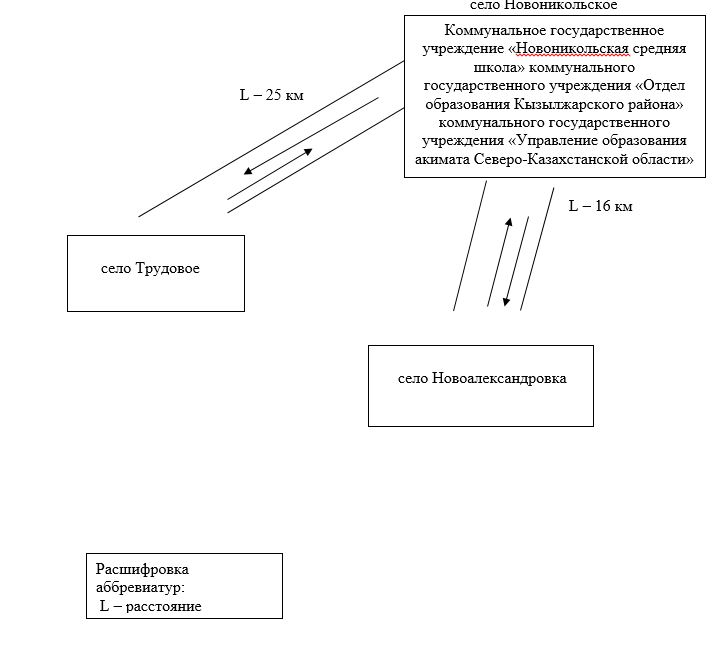 село Новоникольское
Коммунальное государственное
учреждение «Новоникольская средняя
школа» коммунального
государственного учреждения «Отдел
образования Кызылжарского района»
коммунального государственного
учреждения «Управление образования
акимата Северо-Казахстанской области»
L – 25 км
L – 16 км
село Трудовое
село Новоалександровка
Расшифровка
аббревиатур:
L – расстояние